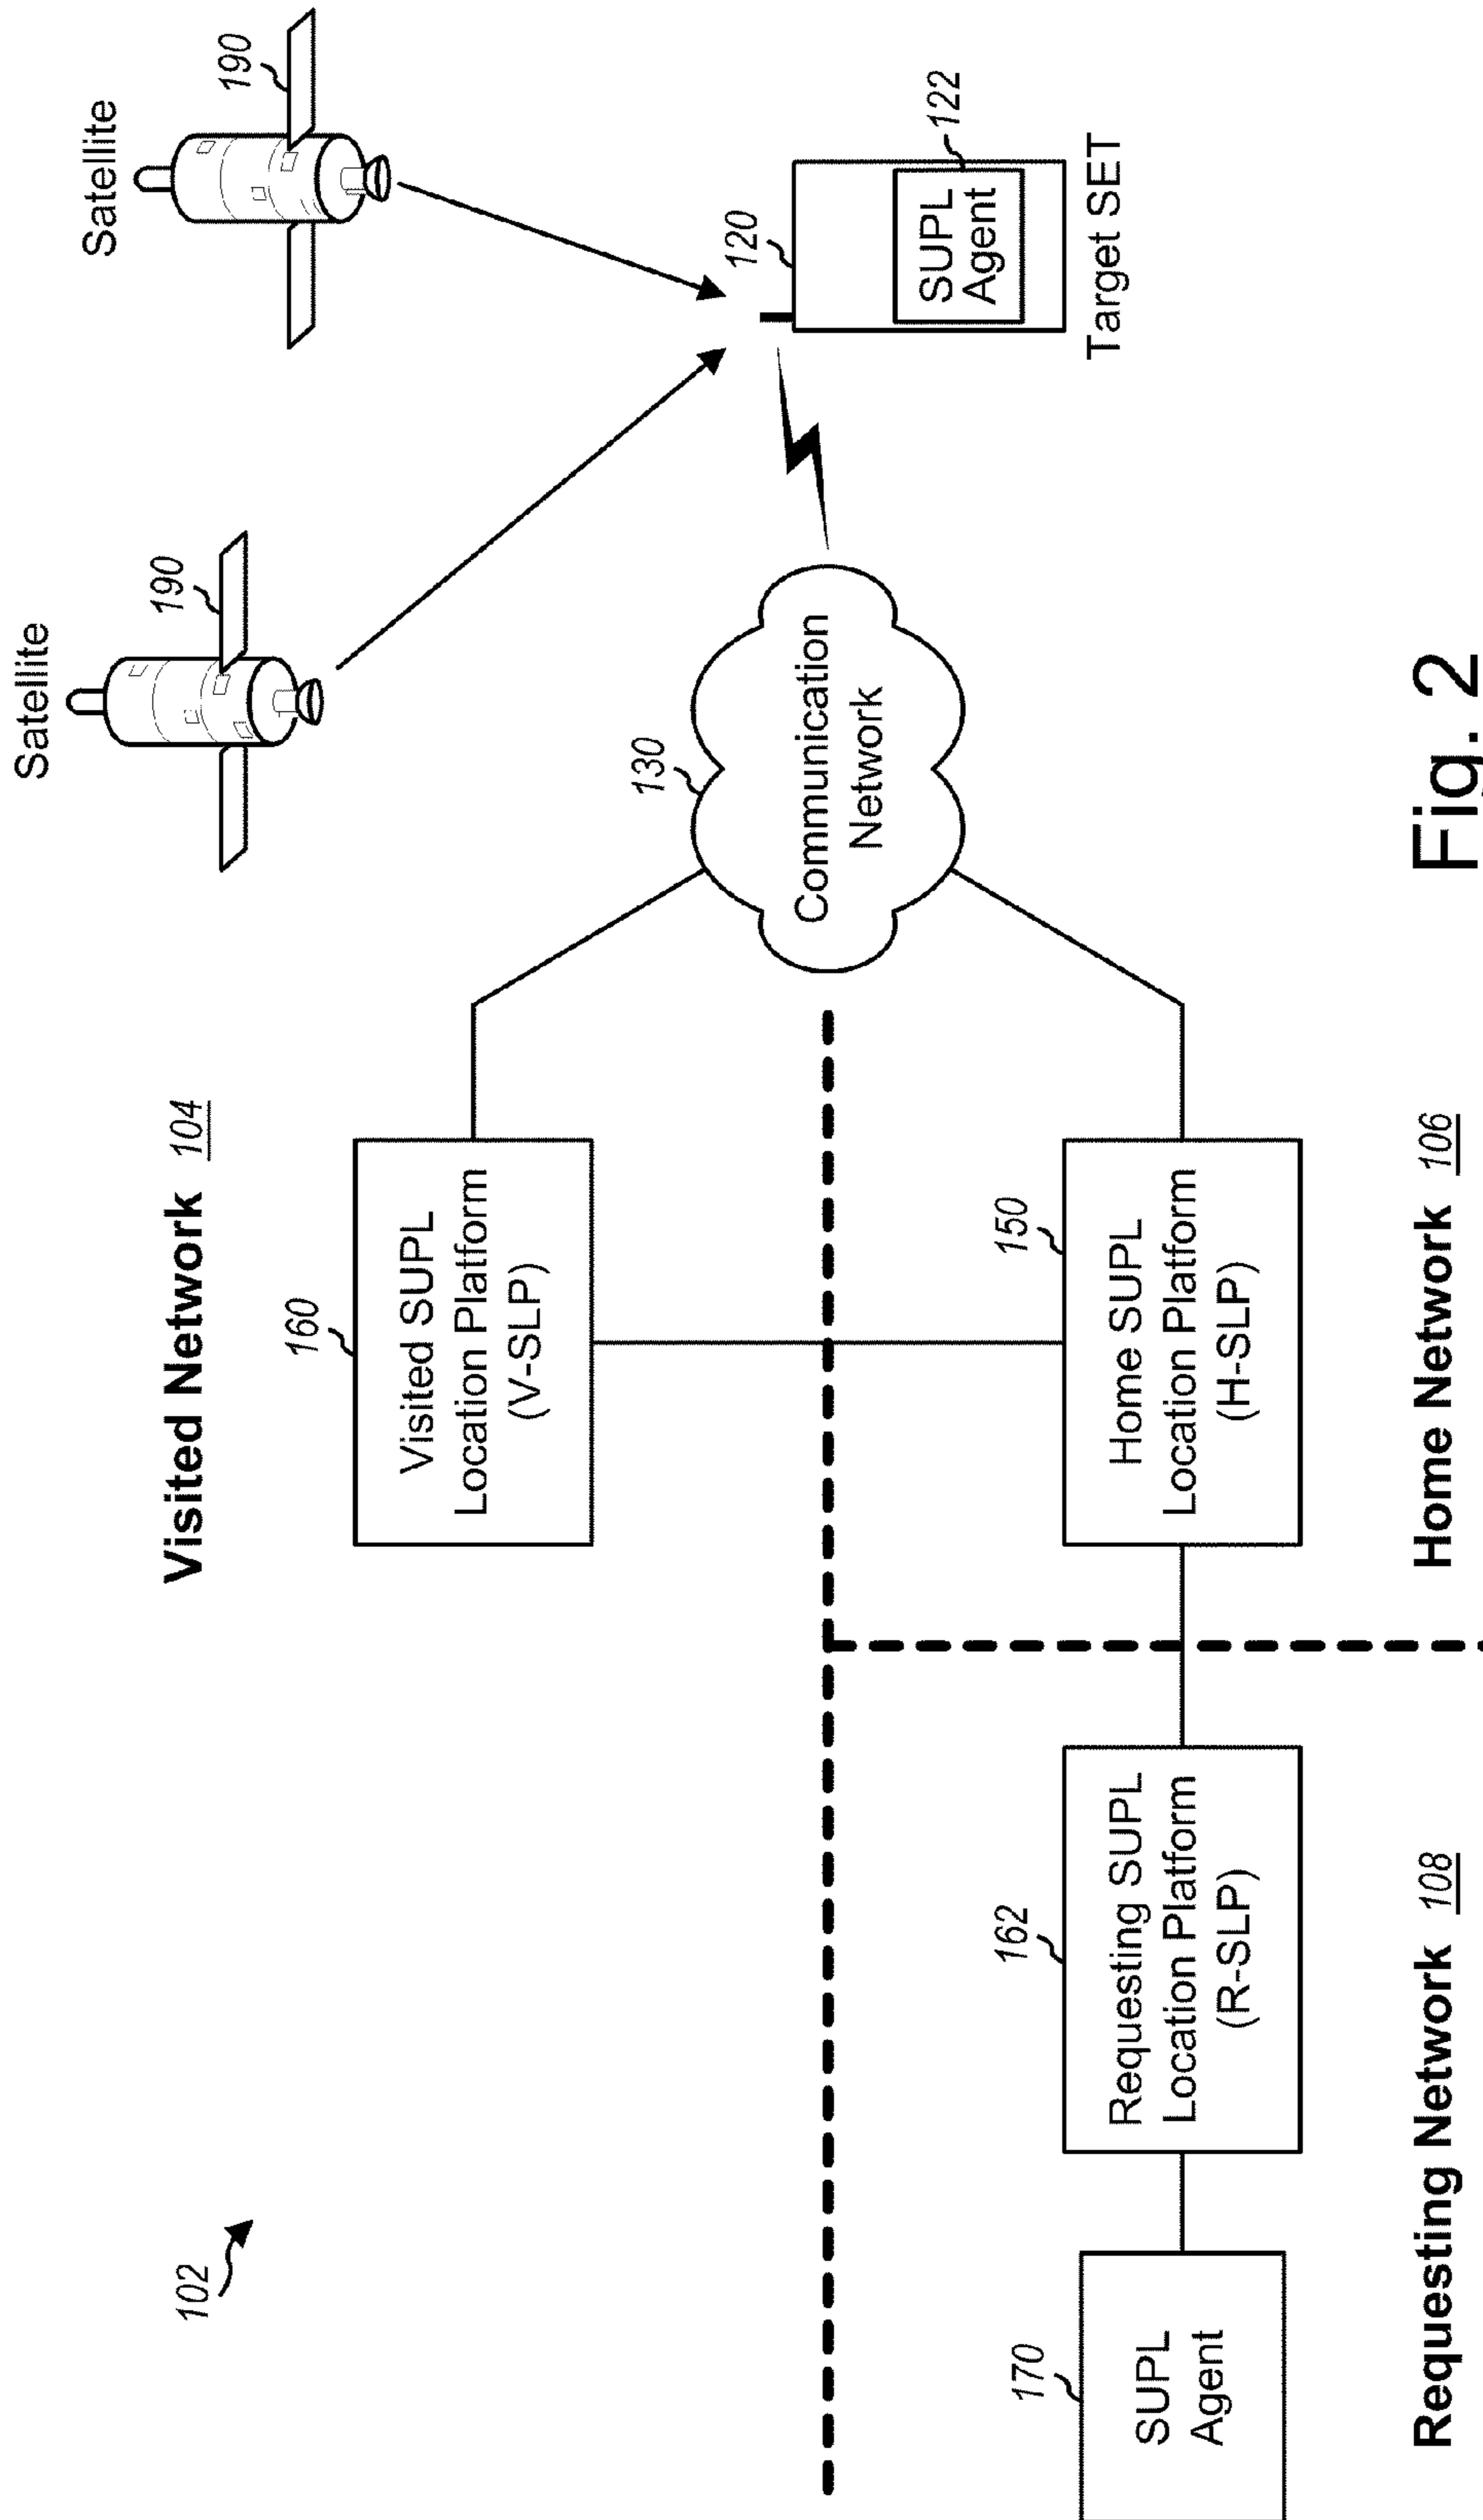 102
Visited Network 104
160
Visited SUPL
Location Platform
(V-SLP)
Satellite
190
Satellite
190
130
Communication
Network
120
SUPL
Agent
122
Target SET
170
SUPL
Agent
162
Requesting SUPL
Location Platform
(R-SLP)
150
Home SUPL
Location Platform
(H-SLP)
Requesting Network 108
Home Network 106
Fig. 2